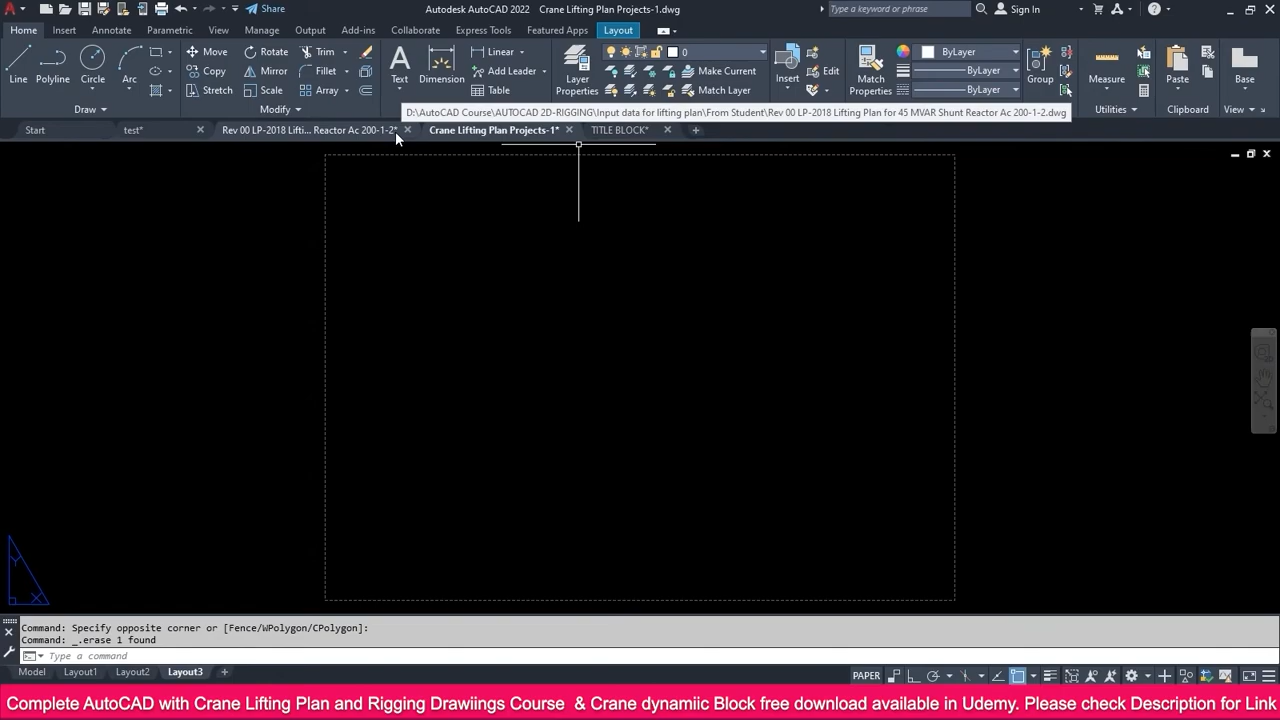 Share
Autodesk AutoCAD 2022 Crane Lifting Plan Projects-1.dwg
Type a keyword or phrase
Sign In
Home Insert Annotate Parametric View Manage Output Add-ins Collaborate Express Tools Featured Apps Layout
Line Polyline Circle Arc
Move Rotate Trim
Copy Mirror Fillet
Stretch Scale Array
Text Dimension
Linear
Add Leader
Table
Layer Properties
0
Make Current
Match Layer
Insert
Edit
Match Properties
ByLayer
ByLayer
ByLayer
Group
Measure
Paste
Base
Draw Modify Utilities Clipboard View
D:\AutoCAD Course\AUTOCAD 2D-RIGGING\Input data for lifting plan\From Student\Rev 00 LP-2018 Lifting Plan for 45 MVAR Shunt Reactor Ac 200-1-2.dwg
Start test* Rev 00 LP-2018 Lifti... Reactor Ac 200-1-2* Crane Lifting Plan Projects-1* TITLE BLOCK*
Y
X
Command: Specify opposite corner or [Fence/WPolygon/CPolygon]:
Command: _.erase 1 found
Type a command
Model Layout1 Layout2 Layout3
PAPER
Complete AutoCAD with Crane Lifting Plan and Rigging Drawiings Course & Crane dynamiic Block free download available in Udemy. Please check Description for Link